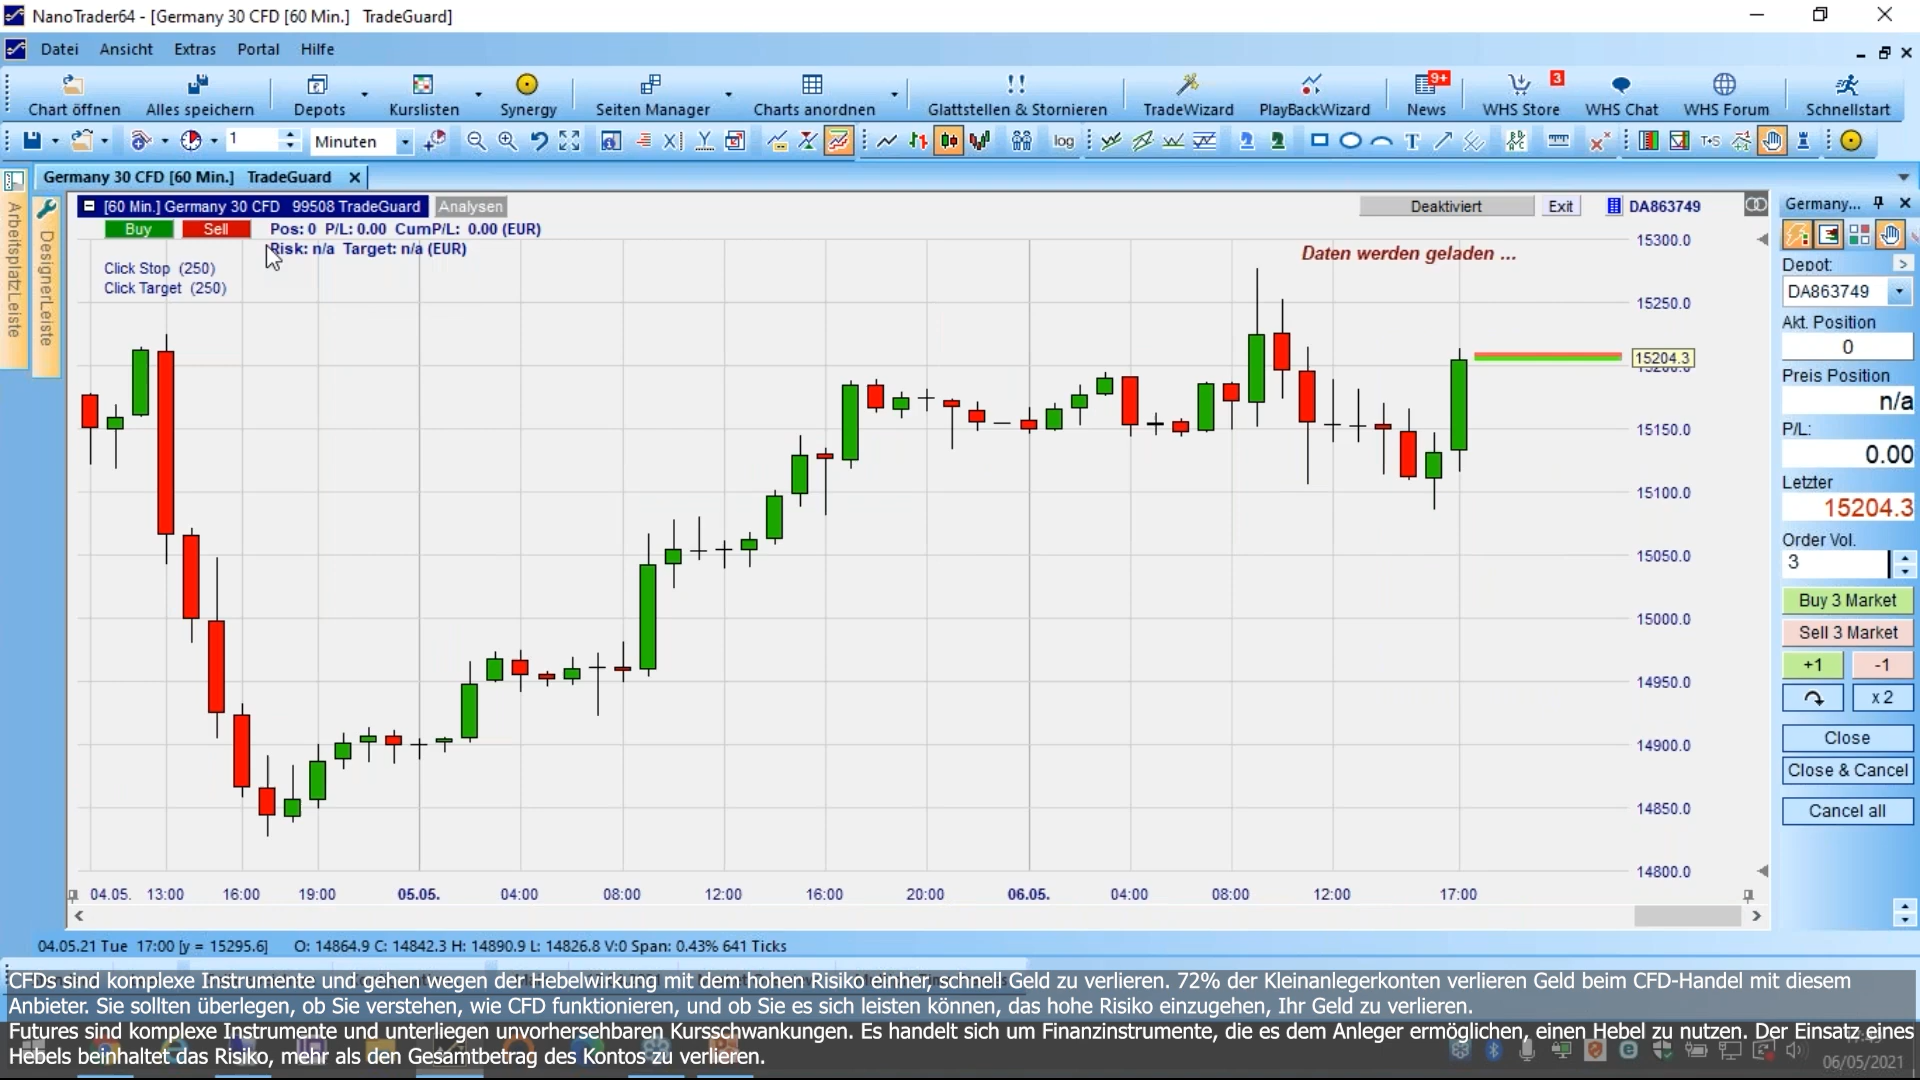 NanoTrader64 - [Germany 30 CFD [60 Min.]   TradeGuard]
Datei Ansicht Extras Portal Hilfe
Chart öffnen Alles speichern Depots Kurslisten Synergy Seiten Manager Charts anordnen Glattstellen & Stornieren TradeWizard PlayBackWizard 9+ News 3 WHS Store WHS Chat WHS Forum Schnellstart
1 Minuten log T T+S
Germany 30 CFD [60 Min.]   TradeGuard
ArbeitsplatzLeiste
DesignerLeiste
[60 Min.] Germany 30 CFD   99508 TradeGuard Analysen Deaktiviert Exit DA863749
Buy Sell Pos: 0  P/L: 0.00  CumP/L:  0.00 (EUR)
Risk: n/a  Target: n/a (EUR)
Click Stop  (250)
Click Target  (250)
Daten werden geladen ...
15300.0
15250.0
15204.3
15200.0
15150.0
15100.0
15050.0
15000.0
14950.0
14900.0
14850.0
14800.0
04.05. 13:00 16:00 19:00 05.05. 04:00 08:00 12:00 16:00 20:00 06.05. 04:00 08:00 12:00 17:00
Germany...
Depot:
DA863749
Akt. Position
0
Preis Position
n/a
P/L:
0.00
Letzter
15204.3
Order Vol.
3
Buy 3 Market
Sell 3 Market
+1 -1
x 2
Close
Close & Cancel
Cancel all
04.05.21 Tue  17:00 [y = 15295.6]     O: 14864.9 C: 14842.3 H: 14890.9 L: 14826.8 V:0 Span: 0.43% 641 Ticks
CFDs sind komplexe Instrumente und gehen wegen der Hebelwirkung mit dem hohen Risiko einher, schnell Geld zu verlieren. 72% der Kleinanlegerkonten verlieren Geld beim CFD-Handel mit diesem
Anbieter. Sie sollten überlegen, ob Sie verstehen, wie CFD funktionieren, und ob Sie es sich leisten können, das hohe Risiko einzugehen, Ihr Geld zu verlieren.
Futures sind komplexe Instrumente und unterliegen unvorhersehbaren Kursschwankungen. Es handelt sich um Finanzinstrumente, die es dem Anleger ermöglichen, einen Hebel zu nutzen. Der Einsatz eines
Hebels beinhaltet das Risiko, mehr als den Gesamtbetrag des Kontos zu verlieren.
06/05/2021